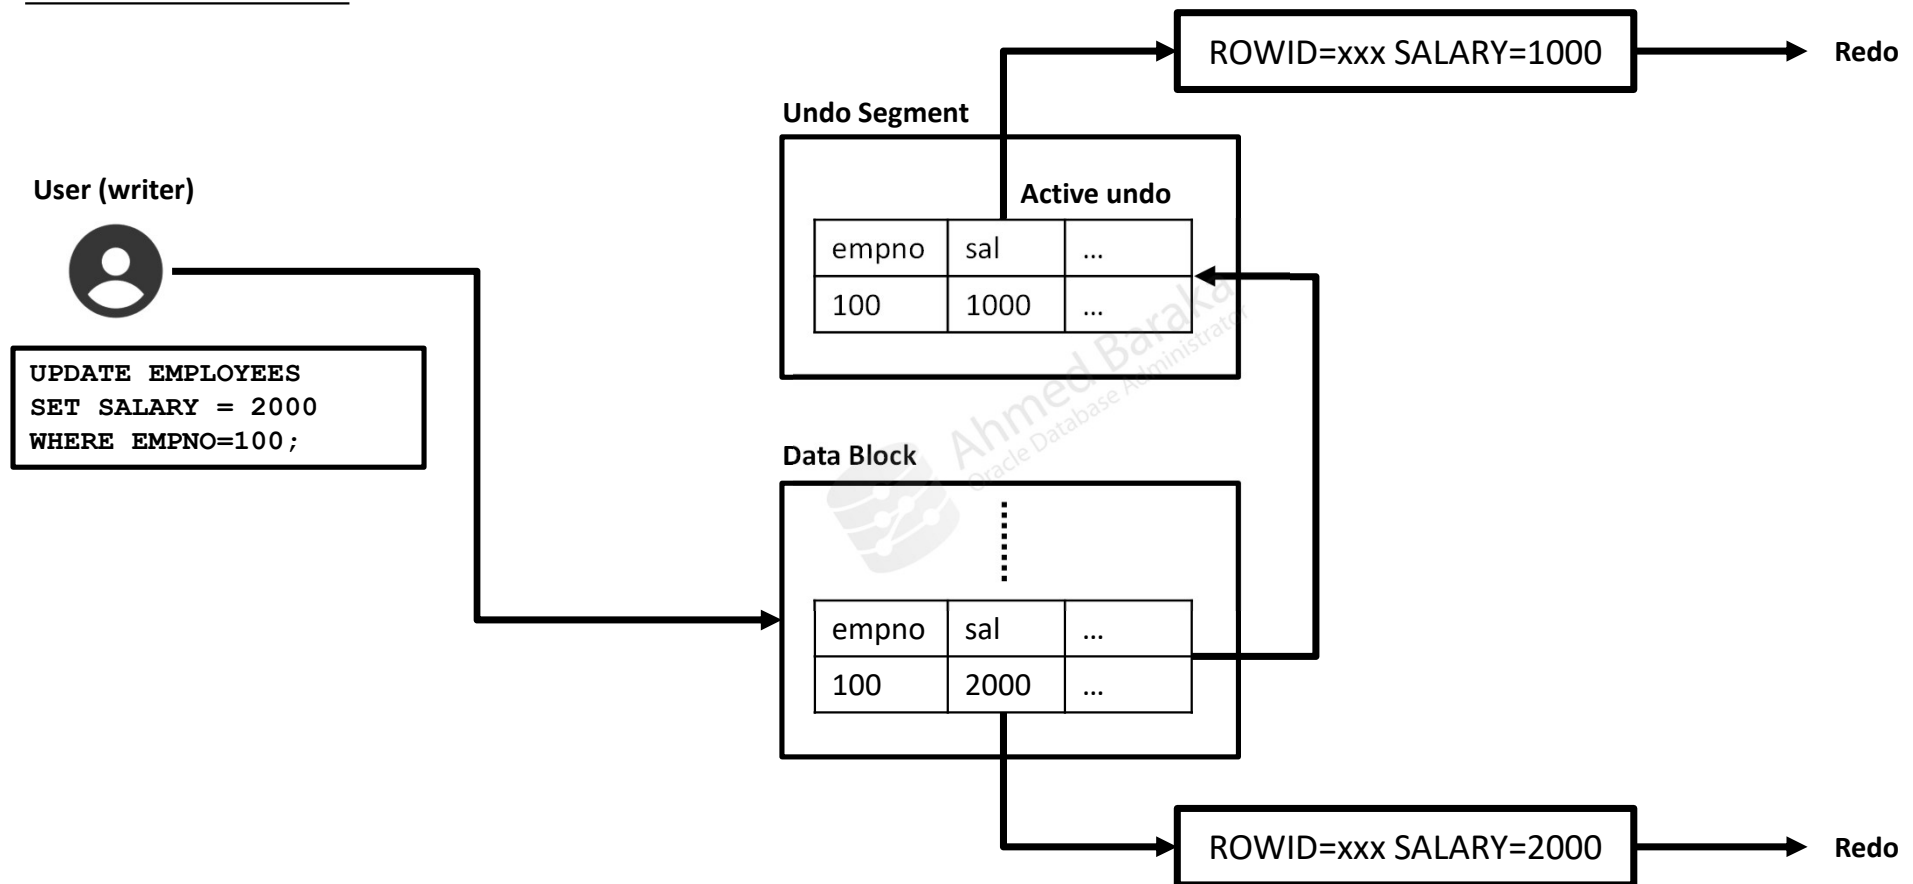 ROWID=xxx SALARY=1000
Redo
Undo Segment
User (writer)
Active undo
empno sal ...
100 1000 ...
UPDATE EMPLOYEES
SET SALARY = 2000
WHERE EMPNO=100;
Ahmed Baraka
Oracle Database Administrator
Data Block
empno sal ...
100 2000 ...
ROWID=xxx SALARY=2000
Redo